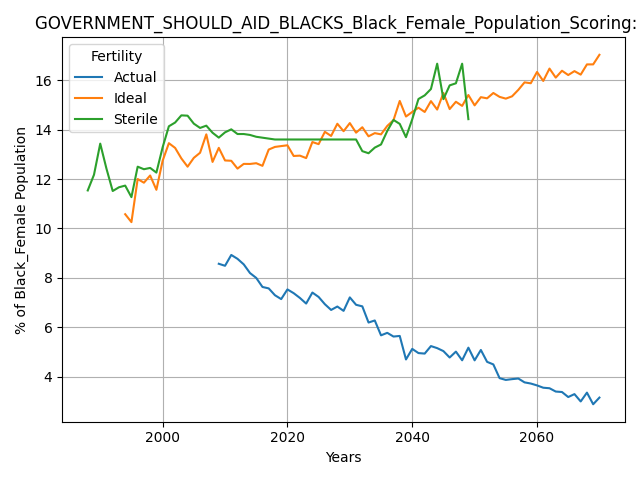 GOVERNMENT_SHOULD_AID_BLACKS_Black_Female_Population_Scoring:
Fertility
Actual
Ideal
Sterile
% of Black_Female Population
16
14
12
10
8
6
4
2000 2020 2040 2060
Years